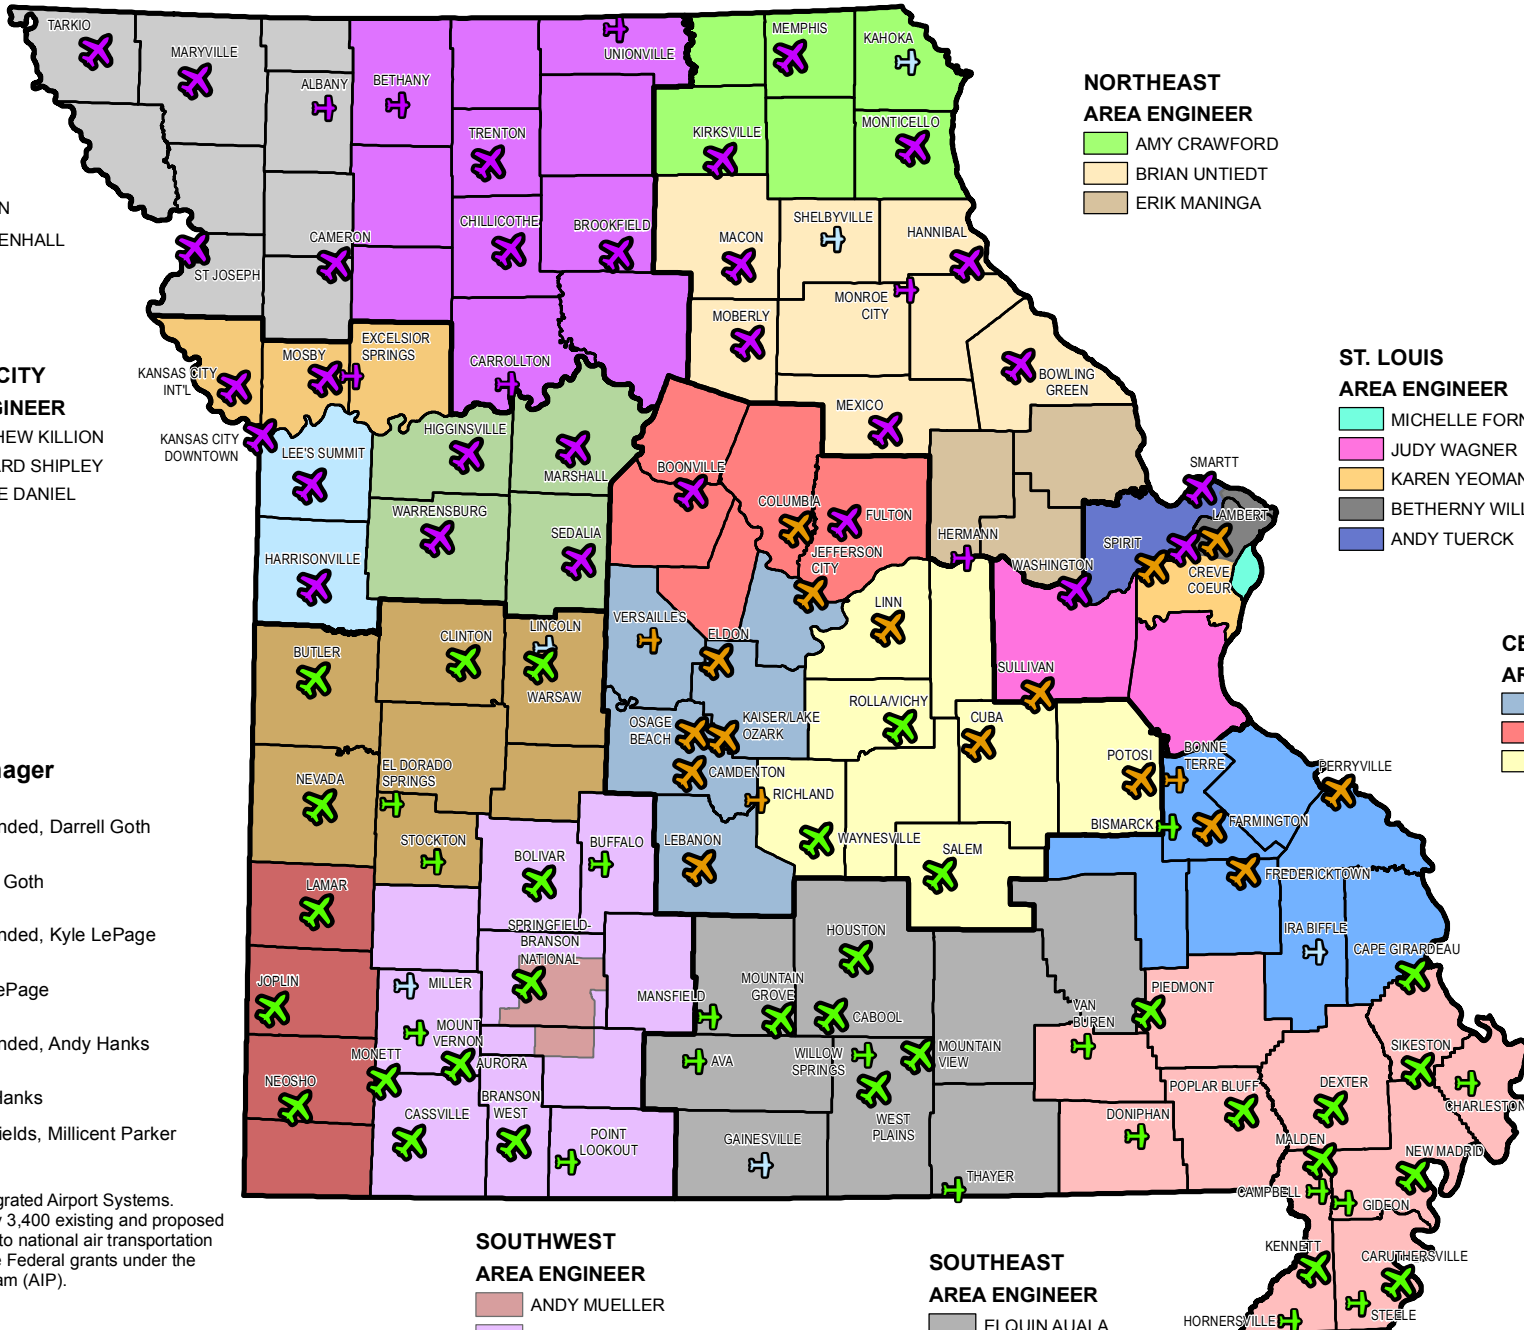 TARKIO
MARYVILLE
ALBANY
BETHANY
UNIONVILLE
MEMPHIS
KAHOKA
TRENTON
KIRKSVILLE
MONTICELLO
CHILLICOTHE
BROOKFIELD
SHELBYVILLE
HANNIBAL
MACON
CAMERON
ST JOSEPH
MONROE
CITY
MOBERLY
EXCELSIOR
SPRINGS
MOSBY
KANSAS CITY
INT'L
CARROLLTON
BOWLING
GREEN
MEXICO
KANSAS CITY
DOWNTOWN
LEE'S SUMMIT
HIGGINSVILLE
MARSHALL
BOONVILLE
COLUMBIA
FULTON
SMARTT
LAMBERT
WARRENSBURG
SEDALIA
JEFFERSON
CITY
HERMANN
WASHINGTON
SPIRIT
CREVE
COEUR
HARRISONVILLE
VERSAILLES
LINN
BUTLER
CLINTON
LINCOLN
WARSAW
ELDON
SULLIVAN
OSAGE
BEACH
KAISER/LAKE
OZARK
ROLLA/VICHY
CUBA
NEVADA
EL DORADO
SPRINGS
CAMDENTON
RICHLAND
POTOSI
BONNE
TERRE
PERRYVILLE
BISMARCK
FARMINGTON
STOCKTON
BOLIVAR
BUFFALO
LEBANON
WAYNESVILLE
SALEM
FREDERICKTOWN
LAMAR
SPRINGFIELD-
BRANSON
NATIONAL
HOUSTON
IRA BIFFLE
CAPE GIRARDEAU
JOPLIN
MILLER
MANSFIELD
MOUNTAIN
GROVE
CABOOL
PIEDMONT
VAN
BUREN
MOUNT
VERNON
MONETT
AURORA
AVA
WILLOW
SPRINGS
MOUNTAIN
VIEW
SIKESTON
NEOSHO
CASSVILLE
BRANSON
WEST
WEST
PLAINS
POPLAR BLUFF
DEXTER
CHARLESTON
DONIPHAN
POINT
LOOKOUT
GAINESVILLE
THAYER
MALDEN
NEW MADRID
CAMPBELL
GIDEON
KENNETT
CARUTHERSVILLE
HORNERSVILLE
STEELE
NORTHEAST
AREA ENGINEER
AMY CRAWFORD
BRIAN UNTIEDT
ERIK MANINGA
ST. LOUIS
AREA ENGINEER
MICHELLE FORN
JUDY WAGNER
KAREN YEOMAN
BETHERNY WILL
ANDY TUERCK
CE
AR
N
ENHALL
CITY
GINEER
HEW KILLION
ARD SHIPLEY
E DANIEL
nager
nded, Darrell Goth
Goth
nded, Kyle LePage
ePage
nded, Andy Hanks
Hanks
ields, Millicent Parker
grated Airport Systems.
y 3,400 existing and proposed
to national air transportation
e Federal grants under the
am (AIP).
SOUTHWEST
AREA ENGINEER
ANDY MUELLER
SOUTHEAST
AREA ENGINEER
ELQUIN AUALA